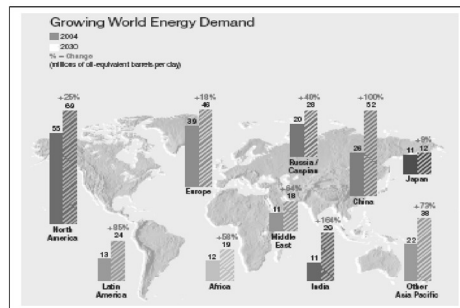 Growing World Energy Demand
2004
2030
% = Change
(millions of oil-equivalent barrels per day)
+25%
69
55
North
America
+18%
46
39
Europe
+40%
28
20
Russia /
Caspian
+100%
52
26
China
+9%
11
12
Japan
+85%
24
13
Latin
America
+58%
19
12
Africa
+64%
18
11
Middle
East
+164%
29
11
India
+73%
38
22
Other
Asia Pacific